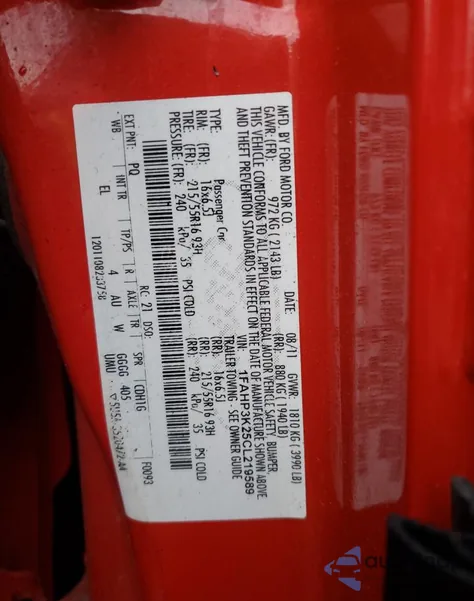 MFD. BY FORD MOTOR CO.
DATE: 08/11 GVWR: 1810 KG ( 3990 LB)
GAWR: (FR) 972 KG ( 2143 LB) (RR) 880 KG ( 1940 LB)
THIS VEHICLE CONFORMS TO ALL APPLICABLE FEDERAL MOTOR VEHICLE SAFETY, BUMPER,
AND THEFT PREVENTION STANDARDS IN EFFECT ON THE DATE OF MANUFACTURE SHOWN ABOVE.
VIN: 1FAHP3K25CL219589
TYPE: Passenger Car TRAILER TOWING - SEE OWNER GUIDE
RIM: (FR): 16x6.5J (RR): 16x6.5J
TIRE: (FR): 215/55R16 93H (RR): 215/55R16 93H
PRESSURE: (FR): 240 kPa/ 35 PSI COLD (RR): 240 kPa/ 35 PSI COLD
F0093
EXT PNT: PQ RC: 21 DSO:
WB INT TR TP/PS R AXLE TR SPR CDH1G
EL 4 AU W GGGG 405
UMU